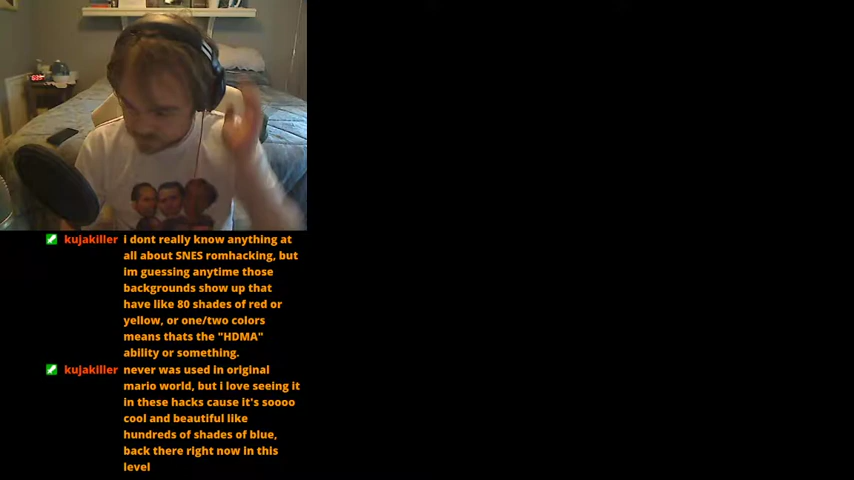 kujakiller i dont really know anything at
all about SNES romhacking, but
im guessing anytime those
backgrounds show up that
have like 80 shades of red or
yellow, or one/two colors
means thats the "HDMA"
ability or something.
kujakiller never was used in original
mario world, but i love seeing it
in these hacks cause it's soooo
cool and beautiful like
hundreds of shades of blue,
back there right now in this
level